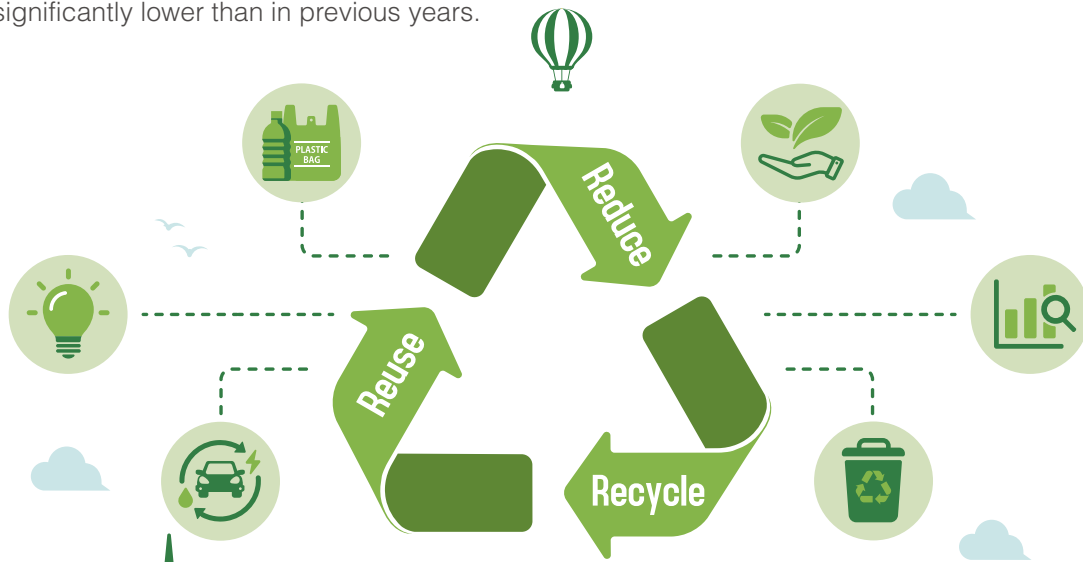 significantly lower than in previous years.
PLASTIC
BAG
Reduce
Reuse
Recycle